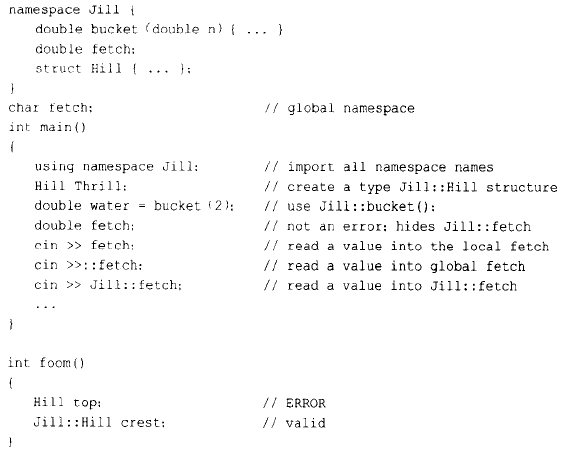 namespace Jill {
    double bucket (double n) { ... }
    double fetch;
    struct Hill { ... };
}
char fetch;                     // global namespace
int main()
{
    using namespace Jill;       // import all namespace names
    Hill Thrill;                // create a type Jill::Hill structure
    double water = bucket (2);  // use Jill::bucket();
    double fetch;               // not an error; hides Jill::fetch
    cin >> fetch;               // read a value into the local fetch
    cin >>::fetch;              // read a value into global fetch
    cin >> Jill::fetch;         // read a value into Jill::fetch
    ...
}
int foom()
{
    Hill top;                   // ERROR
    Jill::Hill crest;           // valid
}